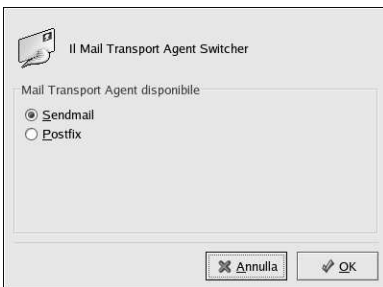 Il Mail Transport Agent Switcher
Mail Transport Agent disponibile
Sendmail
Postfix
Annulla
OK